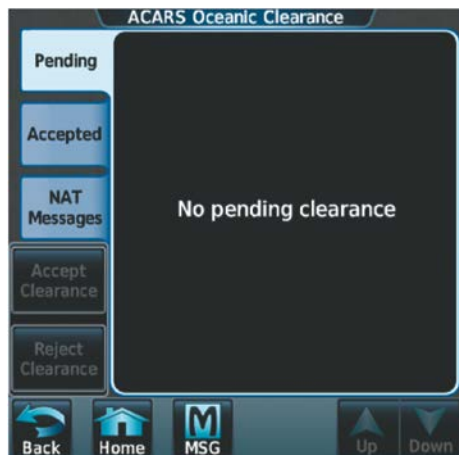 ACARS Oceanic Clearance
Pending
Accepted
NAT
Messages
No pending clearance
Accept
Clearance
Reject
Clearance
Back
Home
MSG
Up
Down